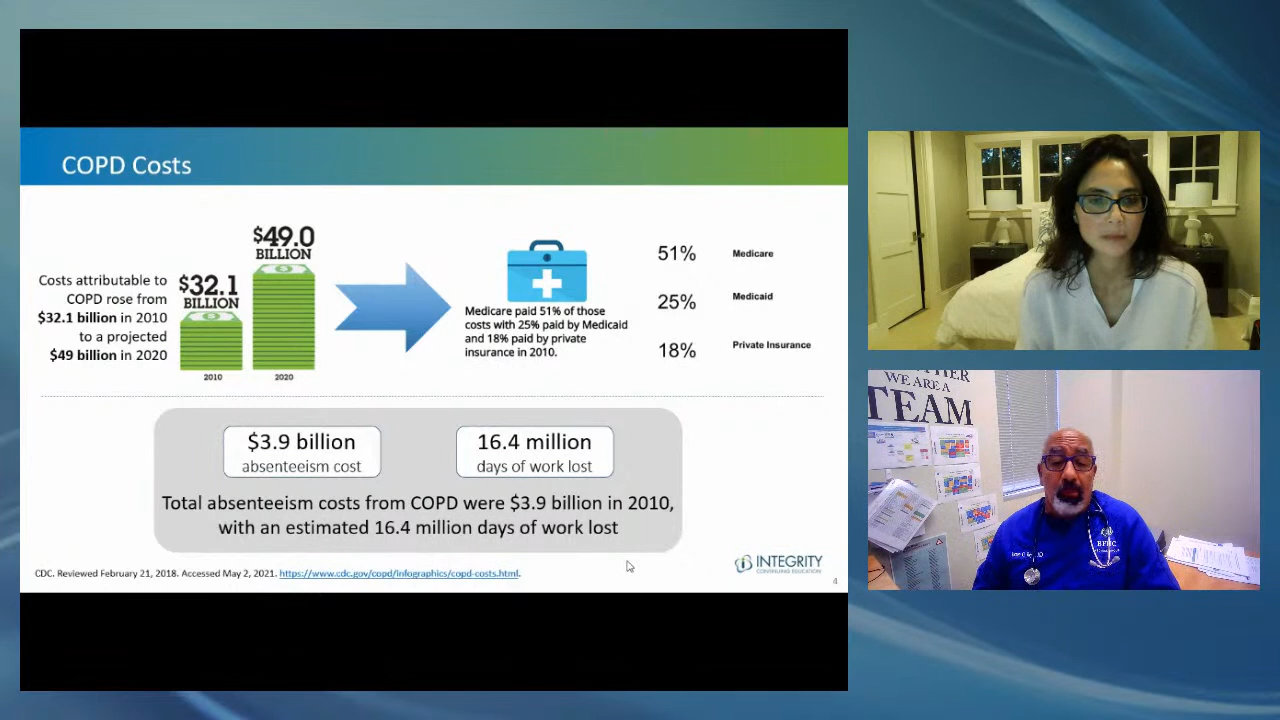 COPD Costs
Costs attributable to
COPD rose from
$32.1 billion in 2010
to a projected
$49 billion in 2020
$32.1
BILLION
2010
$49.0
BILLION
2020
Medicare paid 51% of those
costs with 25% paid by Medicaid
and 18% paid by private
insurance in 2010.
51% Medicare
25% Medicaid
18% Private Insurance
$3.9 billion
absenteeism cost
16.4 million
days of work lost
Total absenteeism costs from COPD were $3.9 billion in 2010,
with an estimated 16.4 million days of work lost
CDC. Reviewed February 21, 2018. Accessed May 2, 2021. https://www.cdc.gov/copd/infographics/copd-costs.html.
INTEGRITY
CONTINUING EDUCATION
4
WE ARE A
TEAM